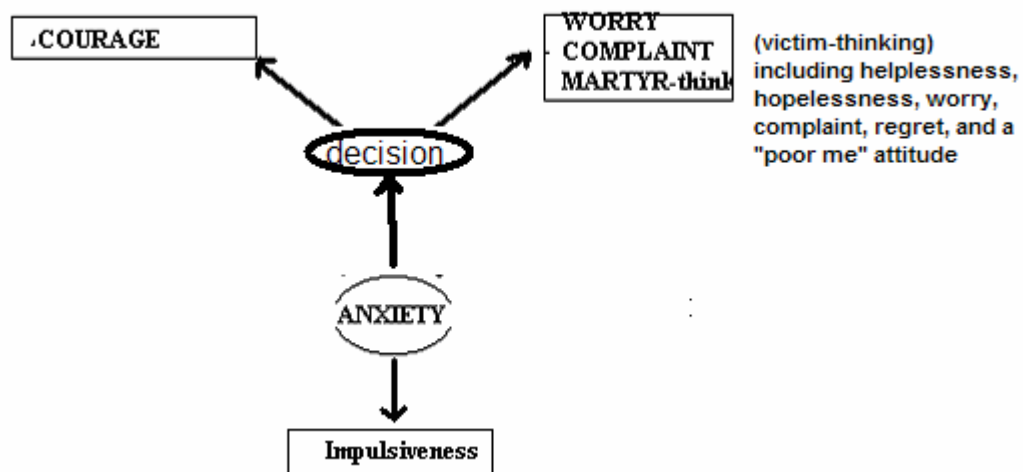 COURAGE
WORRY
COMPLAINT
MARTYR-think
(victim-thinking)
including helplessness,
hopelessness, worry,
complaint, regret, and a
"poor me" attitude
decision
ANXIETY
Impulsiveness